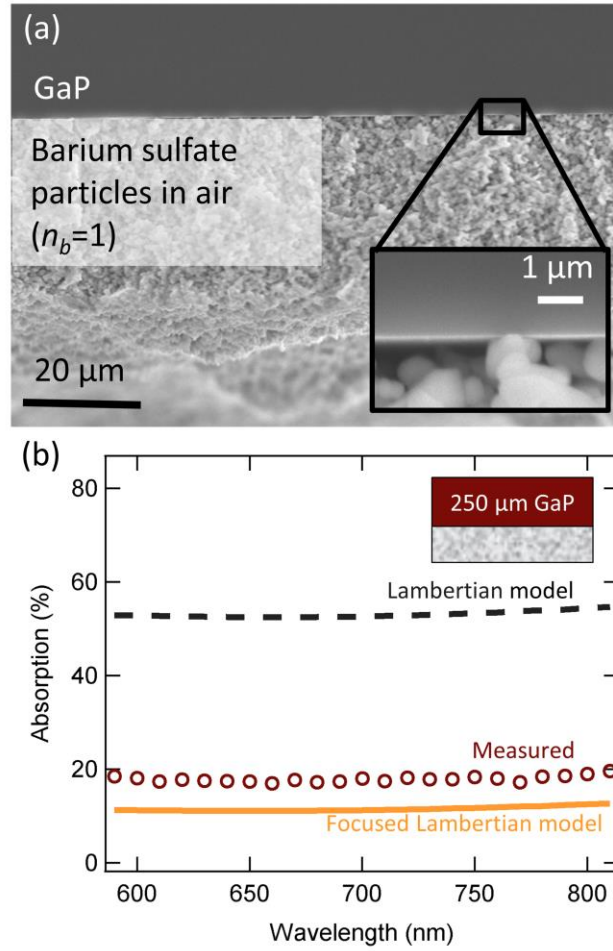 (a)
GaP
Barium sulfate
particles in air
(n_b=1)
1 μm
20 μm
(b)
80
60
40
20
0
Absorption (%)
250 μm GaP
Lambertian model
Measured
Focused Lambertian model
600
650
700
750
800
Wavelength (nm)